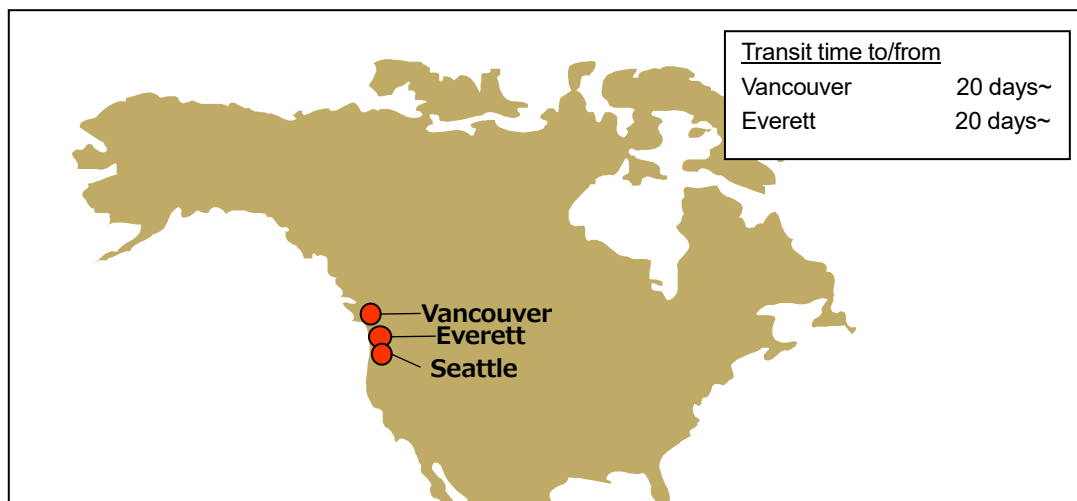 Transit time to/from
Vancouver 20 days~
Everett 20 days~
Vancouver
Everett
Seattle